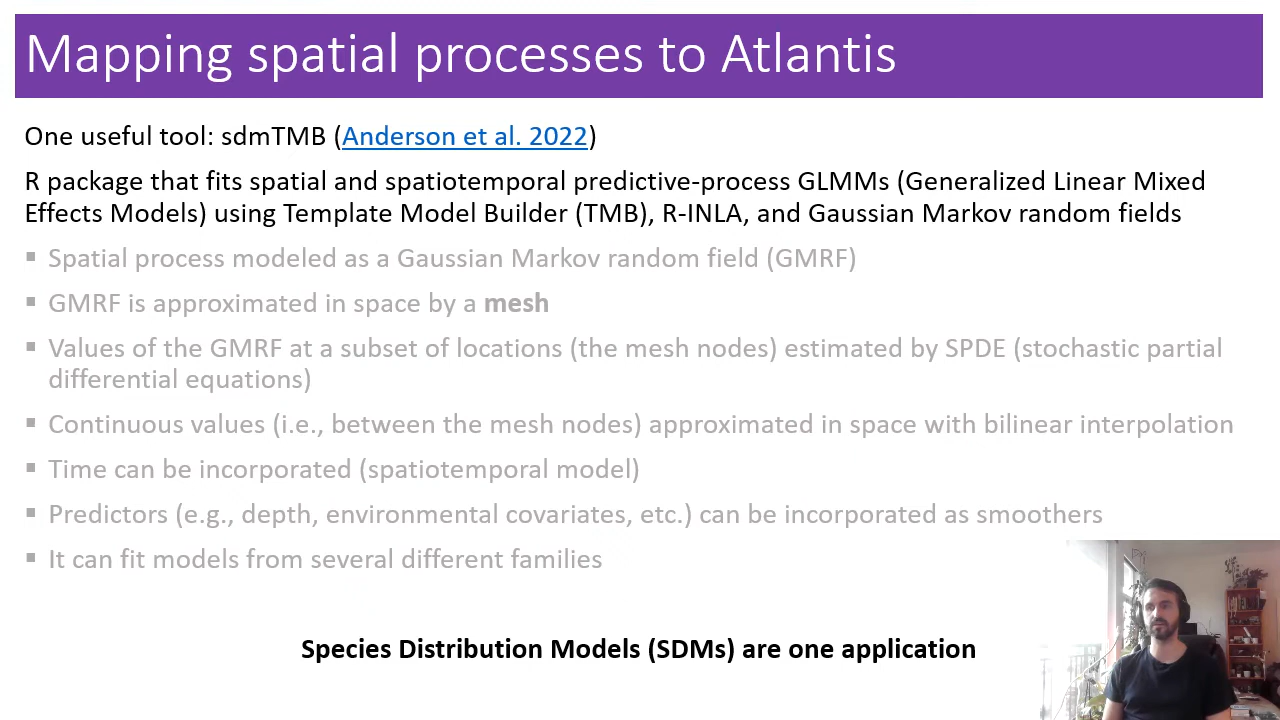 Mapping spatial processes to Atlantis
One useful tool: sdmTMB (Anderson et al. 2022)
R package that fits spatial and spatiotemporal predictive-process GLMMs (Generalized Linear Mixed
Effects Models) using Template Model Builder (TMB), R-INLA, and Gaussian Markov random fields
▪ Spatial process modeled as a Gaussian Markov random field (GMRF)
▪ GMRF is approximated in space by a mesh
▪ Values of the GMRF at a subset of locations (the mesh nodes) estimated by SPDE (stochastic partial
differential equations)
▪ Continuous values (i.e., between the mesh nodes) approximated in space with bilinear interpolation
▪ Time can be incorporated (spatiotemporal model)
▪ Predictors (e.g., depth, environmental covariates, etc.) can be incorporated as smoothers
▪ It can fit models from several different families
Species Distribution Models (SDMs) are one application